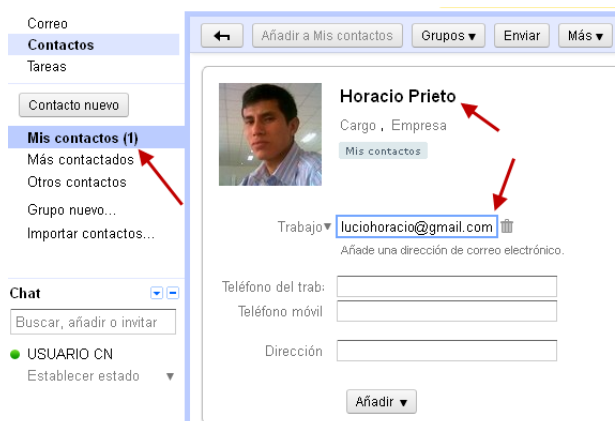 Correo
Contactos
Tareas
Contacto nuevo
Mis contactos (1)
Más contactados
Otros contactos
Grupo nuevo...
Importar contactos...
Chat
Buscar, añadir o invitar
USUARIO CN
Establecer estado
Añadir a Mis contactos
Grupos
Enviar
Más
Horacio Prieto
Cargo , Empresa
Mis contactos
Trabajo luciohoracio@gmail.com
Añade una dirección de correo electrónico.
Teléfono del trab
Teléfono móvil
Dirección
Añadir